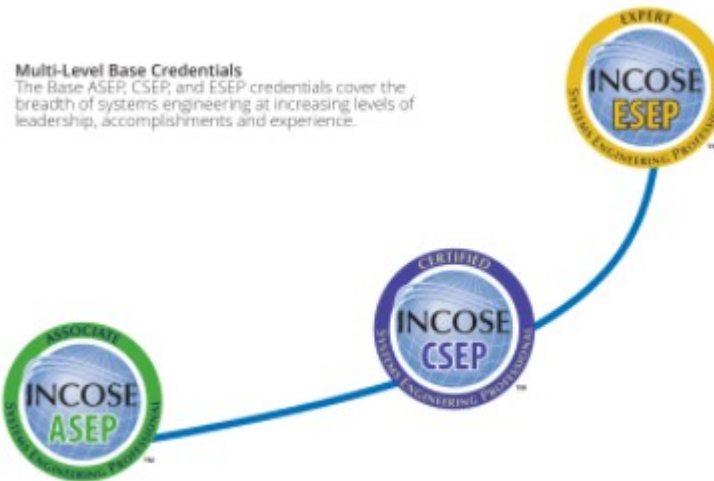 Multi-Level Base Credentials
The Base ASEP, CSEP, and ESEP credentials cover the
breadth of systems engineering at increasing levels of
leadership, accomplishments and experience.
EXPERT
INCOSE
ESEP
SYSTEMS ENGINEERING PROFESSIONAL
CERTIFIED
INCOSE
CSEP
SYSTEMS ENGINEERING PROFESSIONAL
TM
ASSOCIATE
INCOSE
ASEP
SYSTEMS ENGINEERING PROFESSIONAL
TM